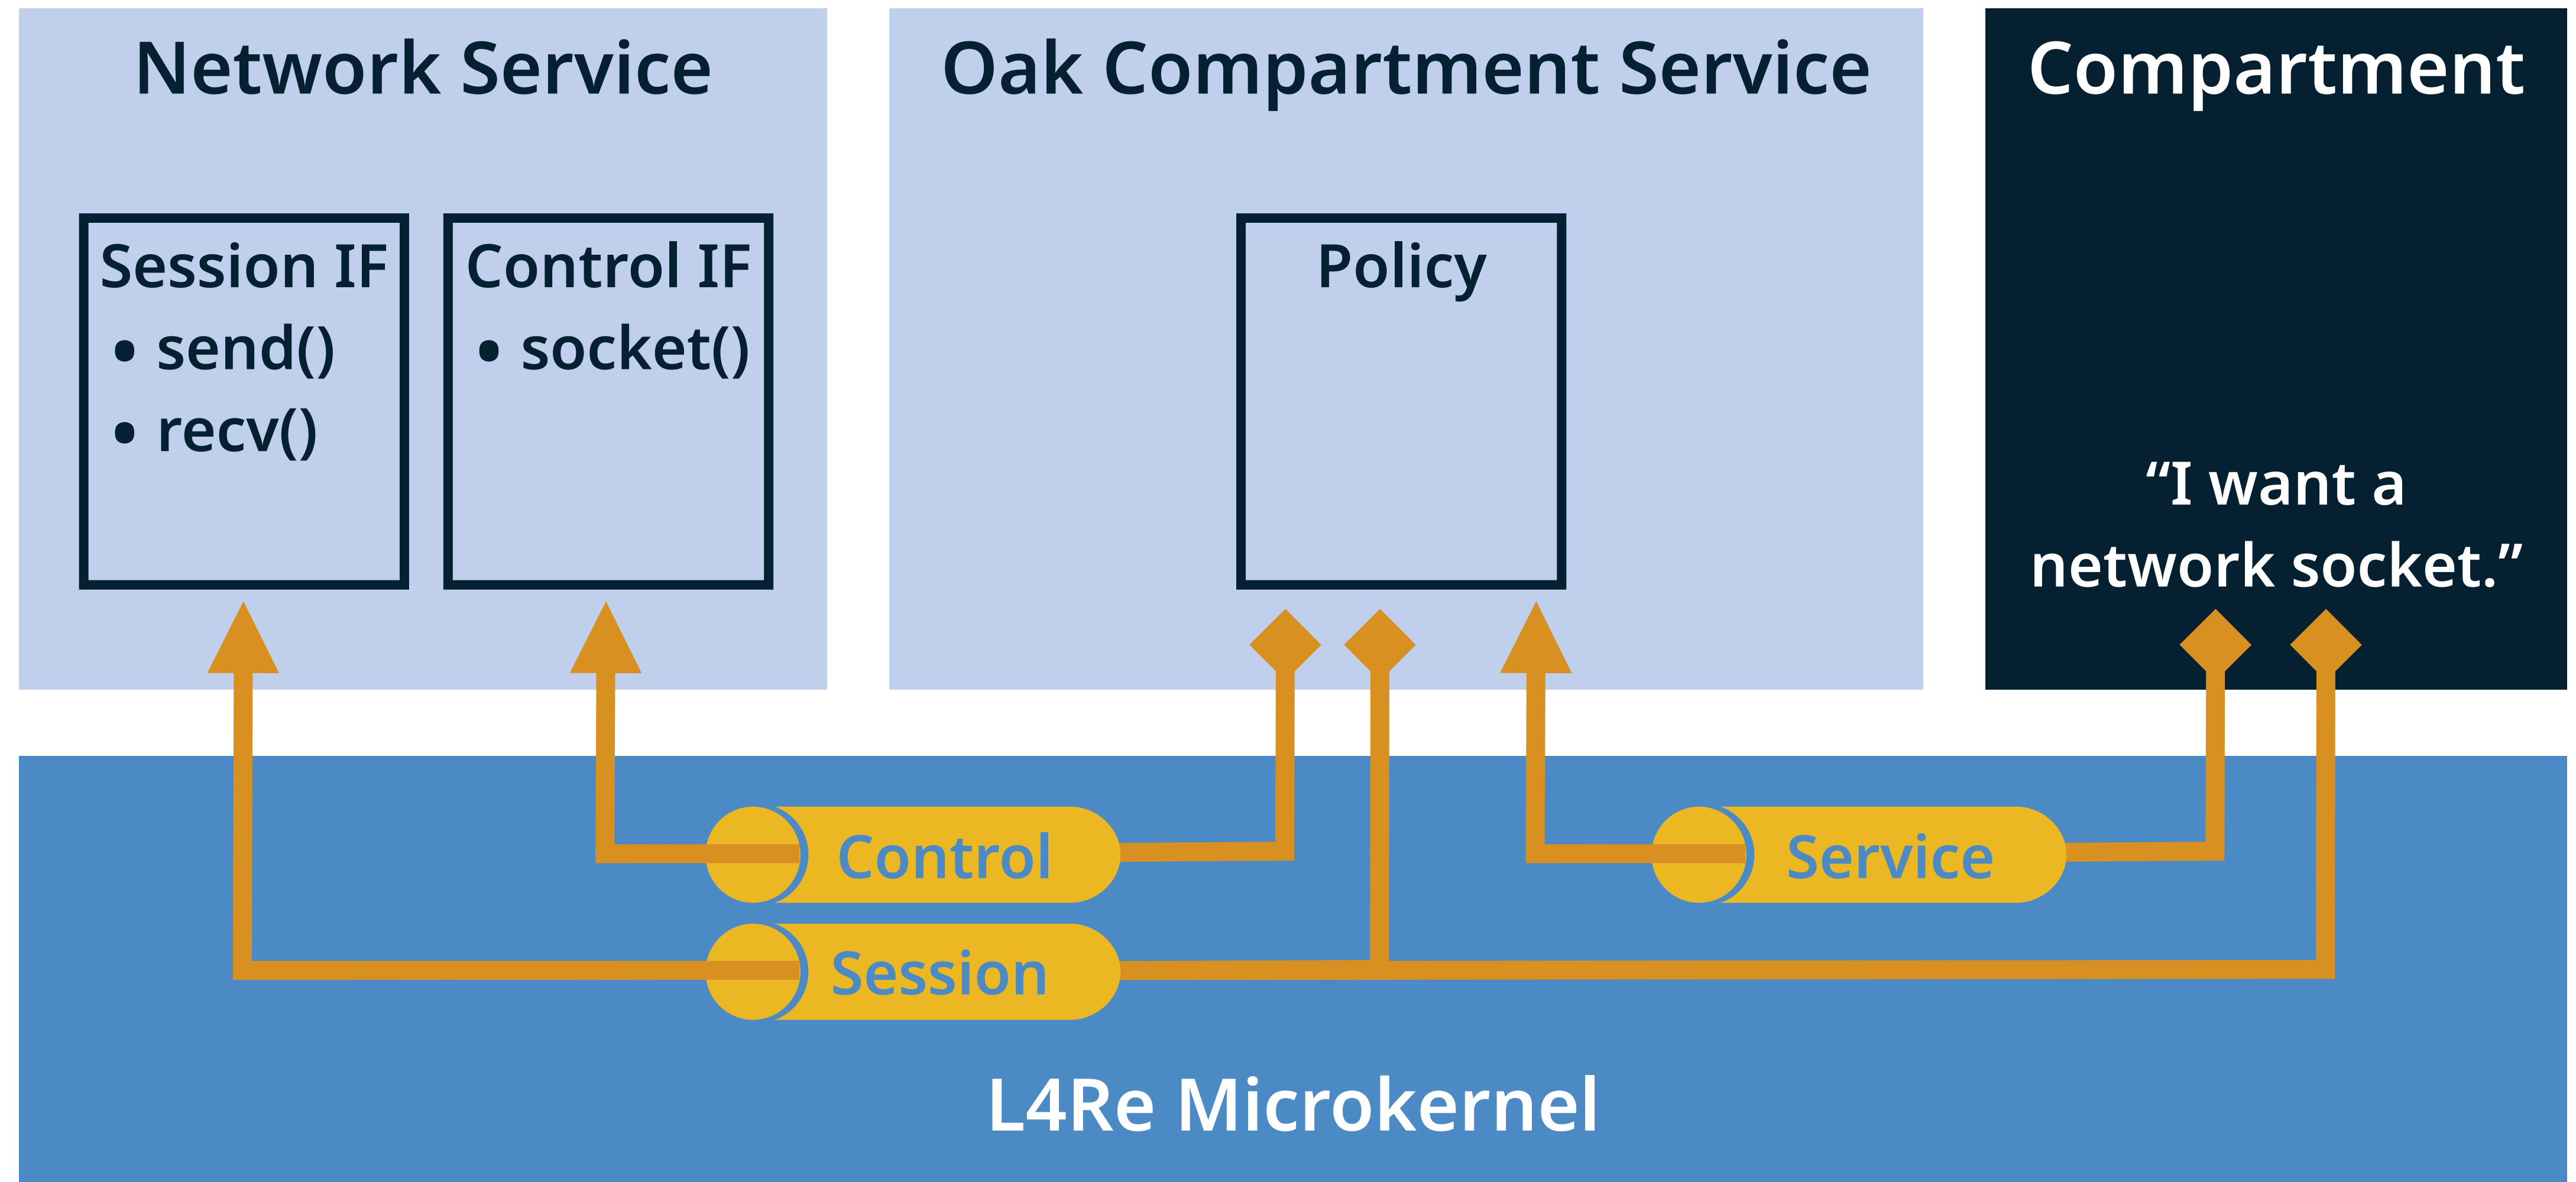 Network Service
Session IF
• send()
• recv()
Control IF
• socket()
Oak Compartment Service
Policy
Compartment
“I want a
network socket.”
Control
Service
Session
L4Re Microkernel